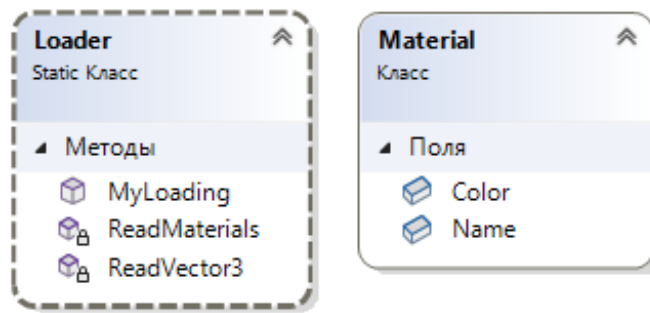 Loader
Static Класс
Методы
MyLoading
ReadMaterials
ReadVector3
Material
Класс
Поля
Color
Name